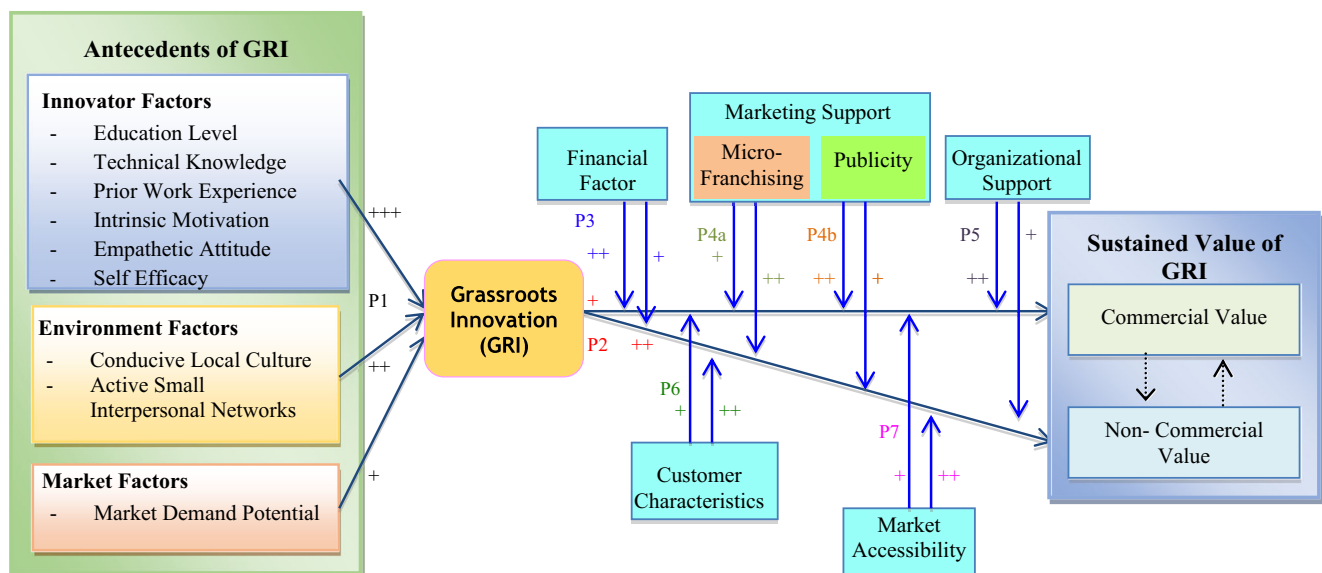 Antecedents of GRI
Innovator Factors
- Education Level
- Technical Knowledge
- Prior Work Experience
- Intrinsic Motivation
- Empathetic Attitude
- Self Efficacy
Environment Factors
- Conducive Local Culture
- Active Small
Interpersonal Networks
Market Factors
- Market Demand Potential
+++
P1
++
+
Grassroots
Innovation
(GRI)
+
P2 ++
Financial
Factor
P3
++ +
Marketing Support
Micro-
Franchising
Publicity
P4a
+
++
P4b
++ +
Organizational
Support
P5 +
++
P6
+ ++
Customer
Characteristics
P7
+ ++
Market
Accessibility
Sustained Value of
GRI
Commercial Value
Non- Commercial
Value